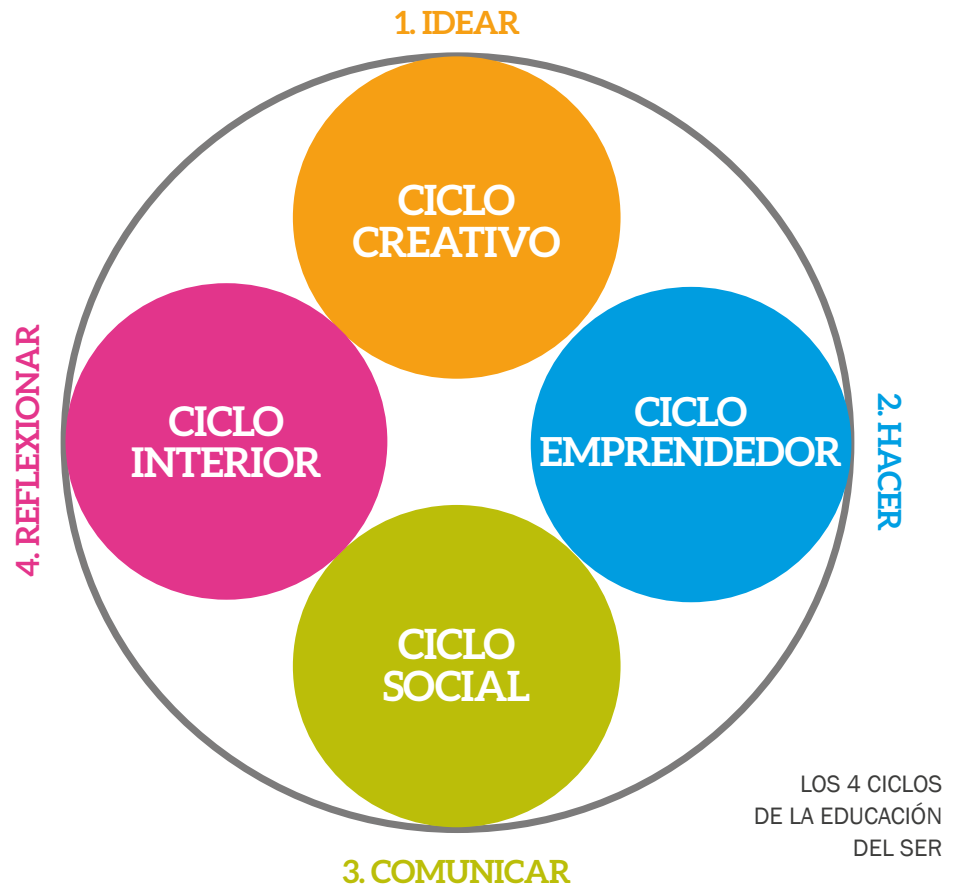 1. IDEAR
CICLO
CREATIVO
2. HACER
CICLO
EMPRENDEDOR
3. COMUNICAR
CICLO
SOCIAL
4. REFLEXIONAR
CICLO
INTERIOR
LOS 4 CICLOS
DE LA EDUCACIÓN
DEL SER